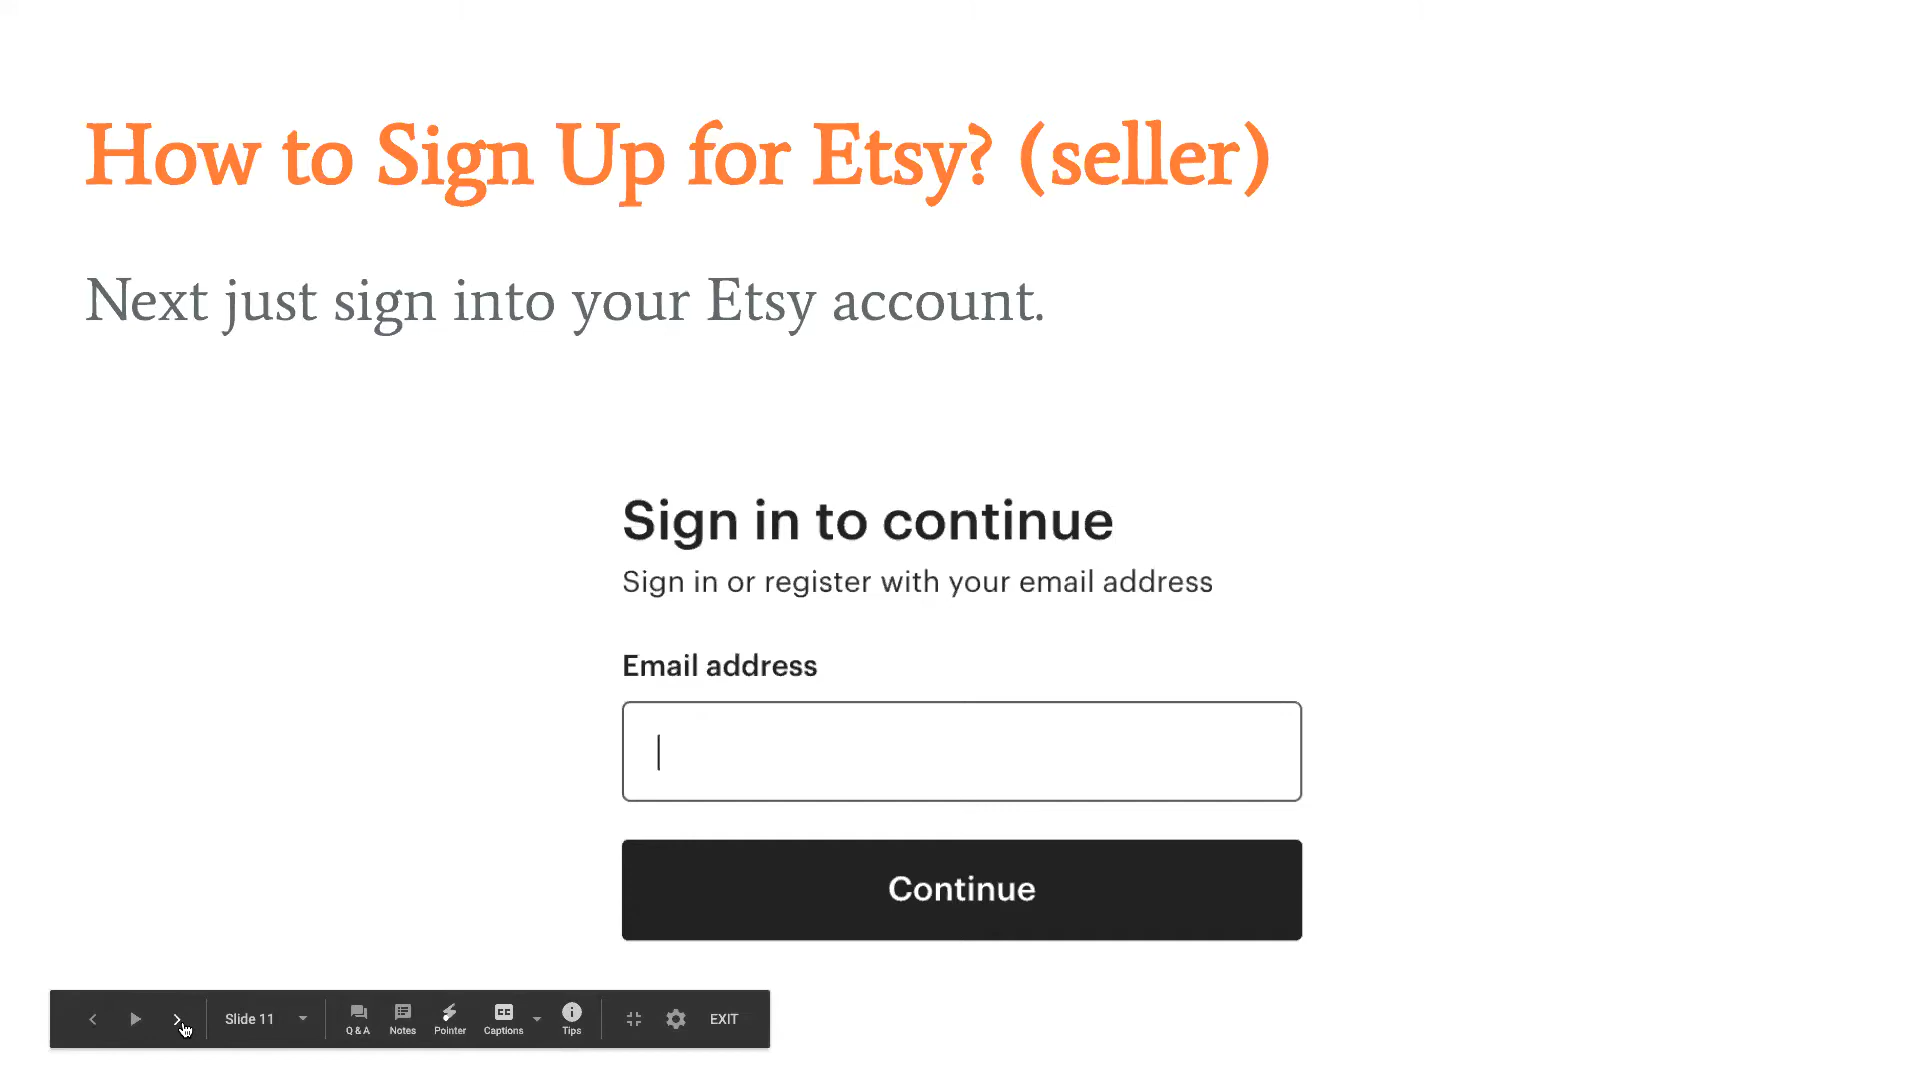 How to Sign Up for Etsy? (seller)
Next just sign into your Etsy account.
Sign in to continue
Sign in or register with your email address
Email address
Continue
Slide 11
Q & A
Notes
Pointer
CC
Captions
Tips
EXIT